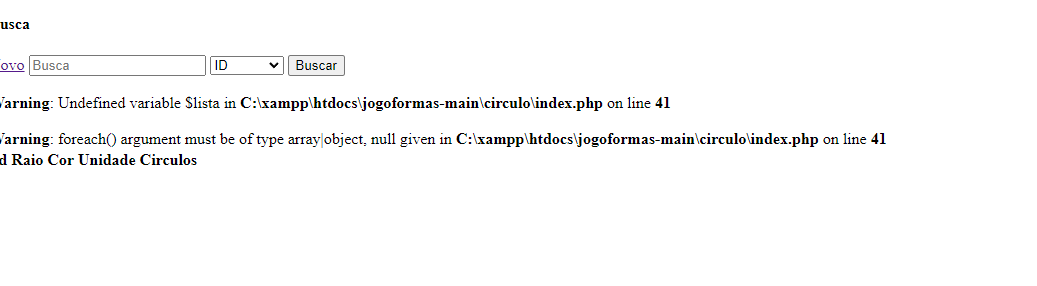 usca
ovo Busca ID Buscar
Warning: Undefined variable $lista in C:\xampp\htdocs\jogoformas-main\circulo\index.php on line 41
Warning: foreach() argument must be of type array|object, null given in C:\xampp\htdocs\jogoformas-main\circulo\index.php on line 41
d Raio Cor Unidade Circulos